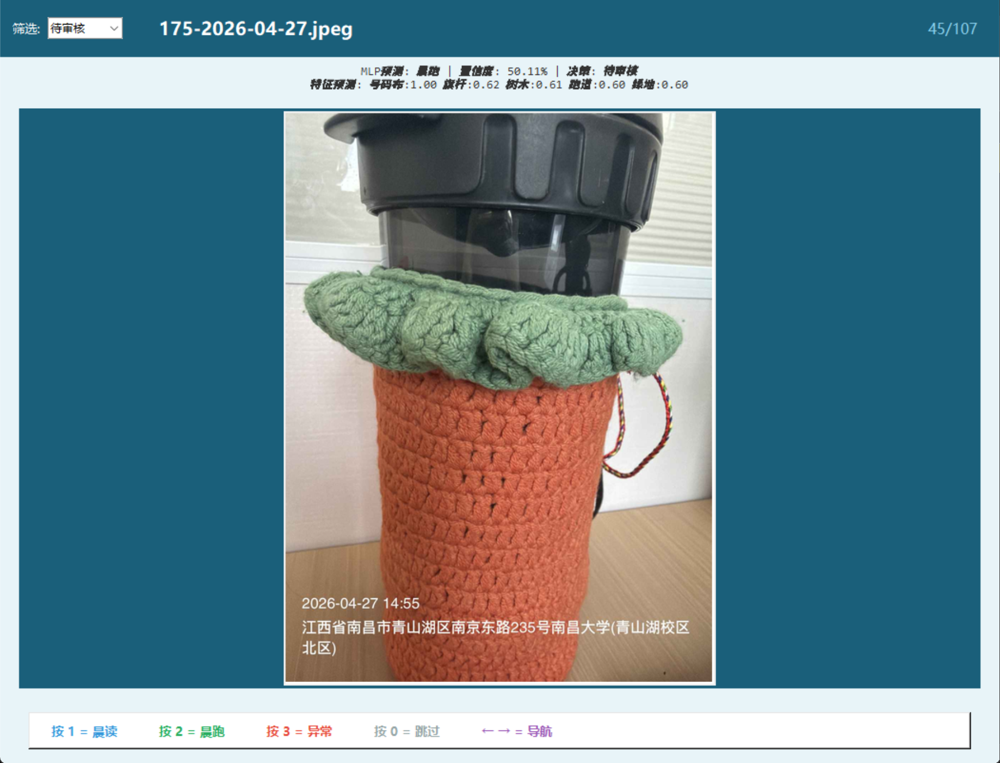 筛选: 待审核 175-2026-04-27.jpeg 45/107
MLP预测: 晨跑 | 置信度: 50.11% | 决策: 待审核
特征预测: 号码布:1.00 旗杆:0.62 树木:0.61 跑道:0.60 绿地:0.60
2026-04-27 14:55
江西省南昌市青山湖区南京东路235号南昌大学(青山湖校区
北区)
按 1 = 晨读 按 2 = 晨跑 按 3 = 异常 按 0 = 跳过 ←→ = 导航